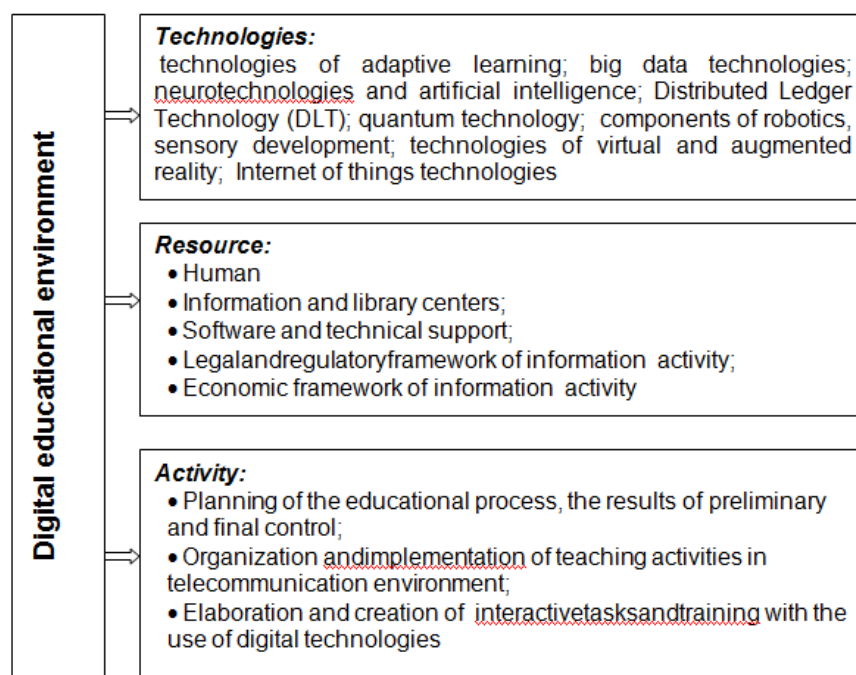 Digital educational environment
Technologies:
technologies of adaptive learning; big data technologies;
neurotechnologies and artificial intelligence; Distributed Ledger
Technology (DLT); quantum technology; components of robotics,
sensory development; technologies of virtual and augmented
reality; Internet of things technologies
Resource:
• Human
• Information and library centers;
• Software and technical support;
• Legalandregulatoryframework of information activity;
• Economic framework of information activity
Activity:
• Planning of the educational process, the results of preliminary
and final control;
• Organization andimplementation of teaching activities in
telecommunication environment;
• Elaboration and creation of interactivetasksandtraining with the
use of digital technologies